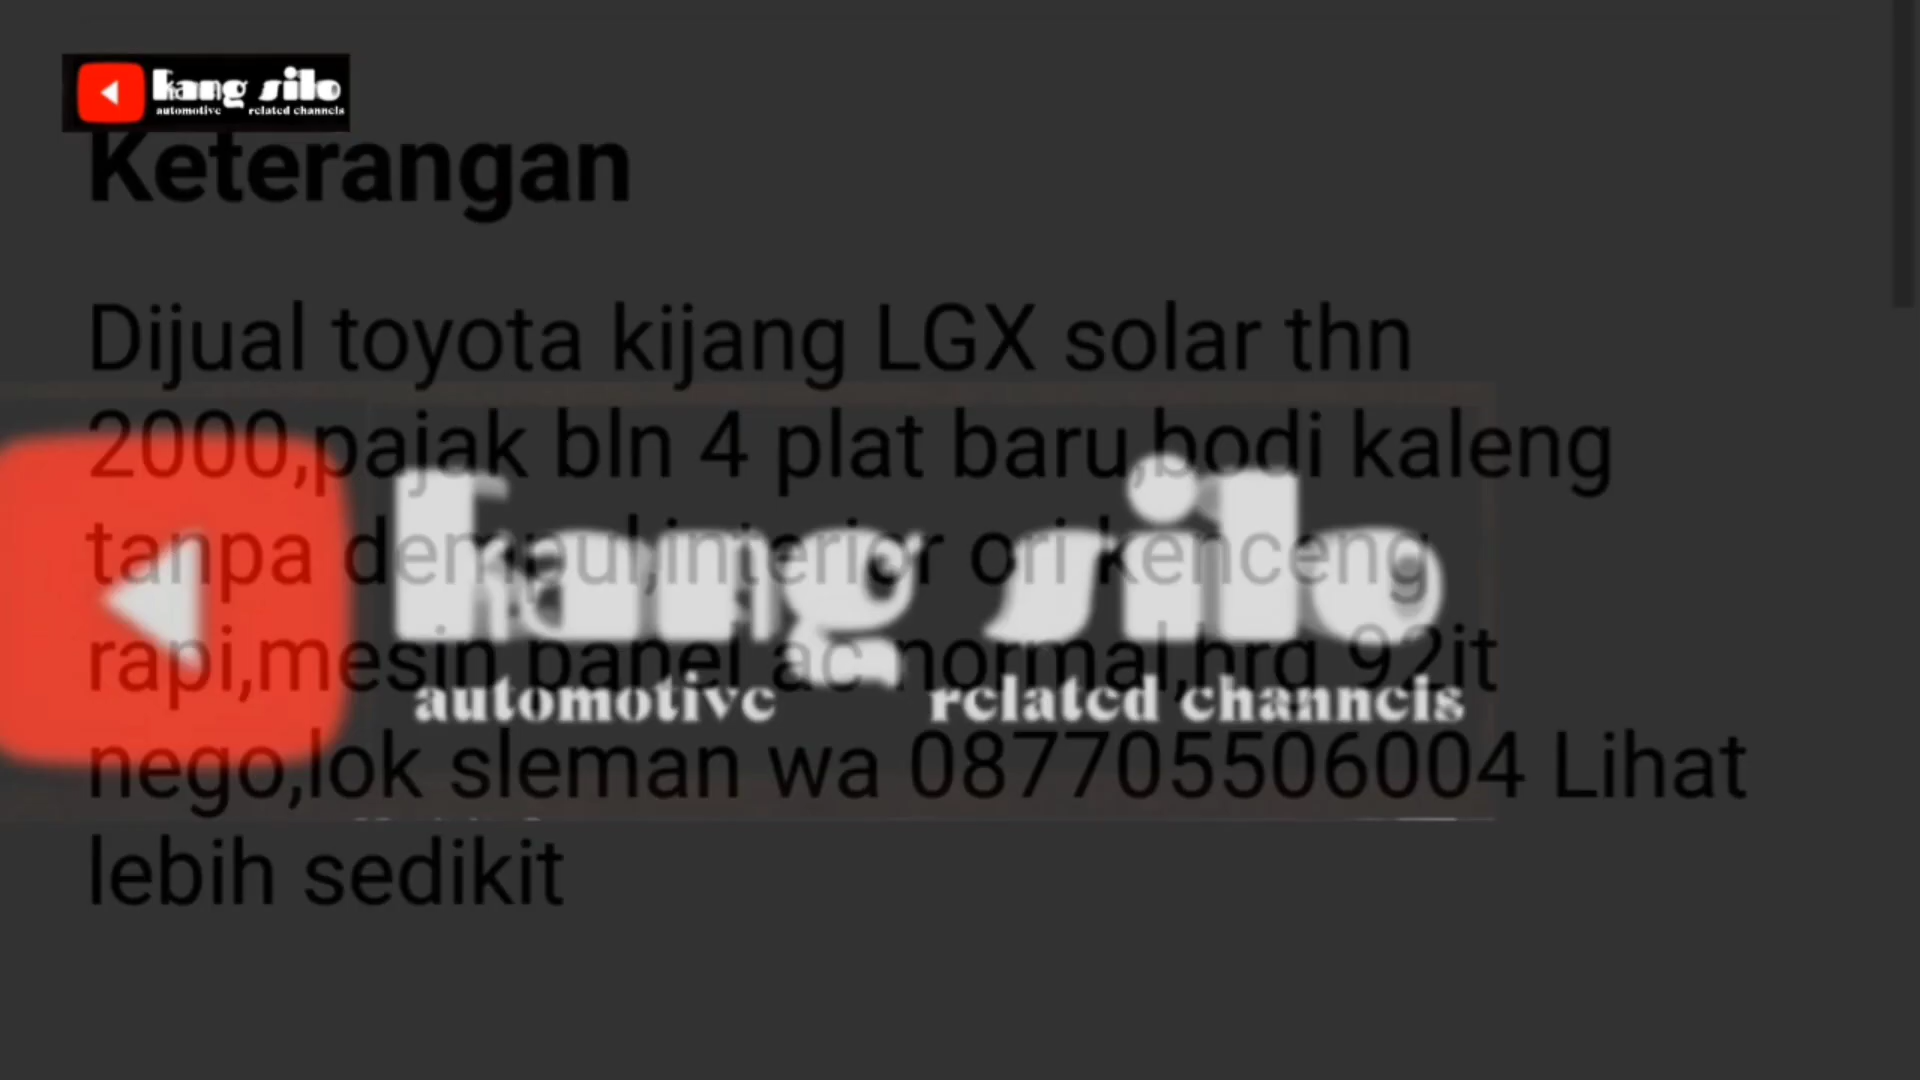 kang silo
automotive related channels
Keterangan
Dijual toyota kijang LGX solar thn
2000,pajak bln 4 plat baru,bodi kaleng
tanpa dempul,interior ori kenceng
rapi,mesin banel ac normal,hrg 92jt
nego,lok sleman wa 087705506004 Lihat
lebih sedikit
kang silo
automotive related channels